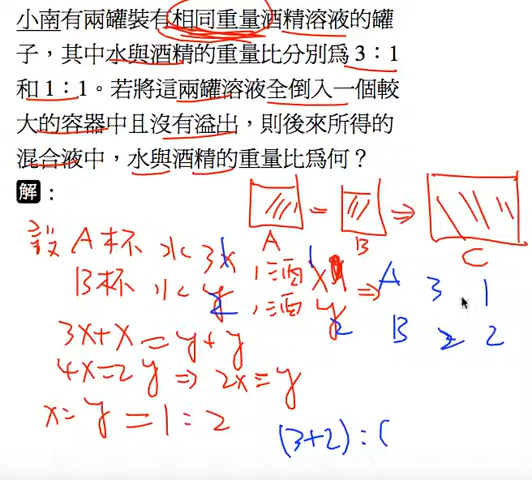 小南有兩罐裝有相同重量酒精溶液的罐
子，其中水與酒精的重量比分別為 3：1
和 1：1。若將這兩罐溶液全倒入一個較
大的容器中且沒有溢出，則後來所得的
混合液中，水與酒精的重量比為何？
解：
A = B ⇒ C
設 A杯 水 3x 酒 x
B杯 水 y 酒 y
⇒ A 3 1
B 2 2
3x+x=y+y
4x=2y ⇒ 2x=y
x=y=1:2
(3+2):(